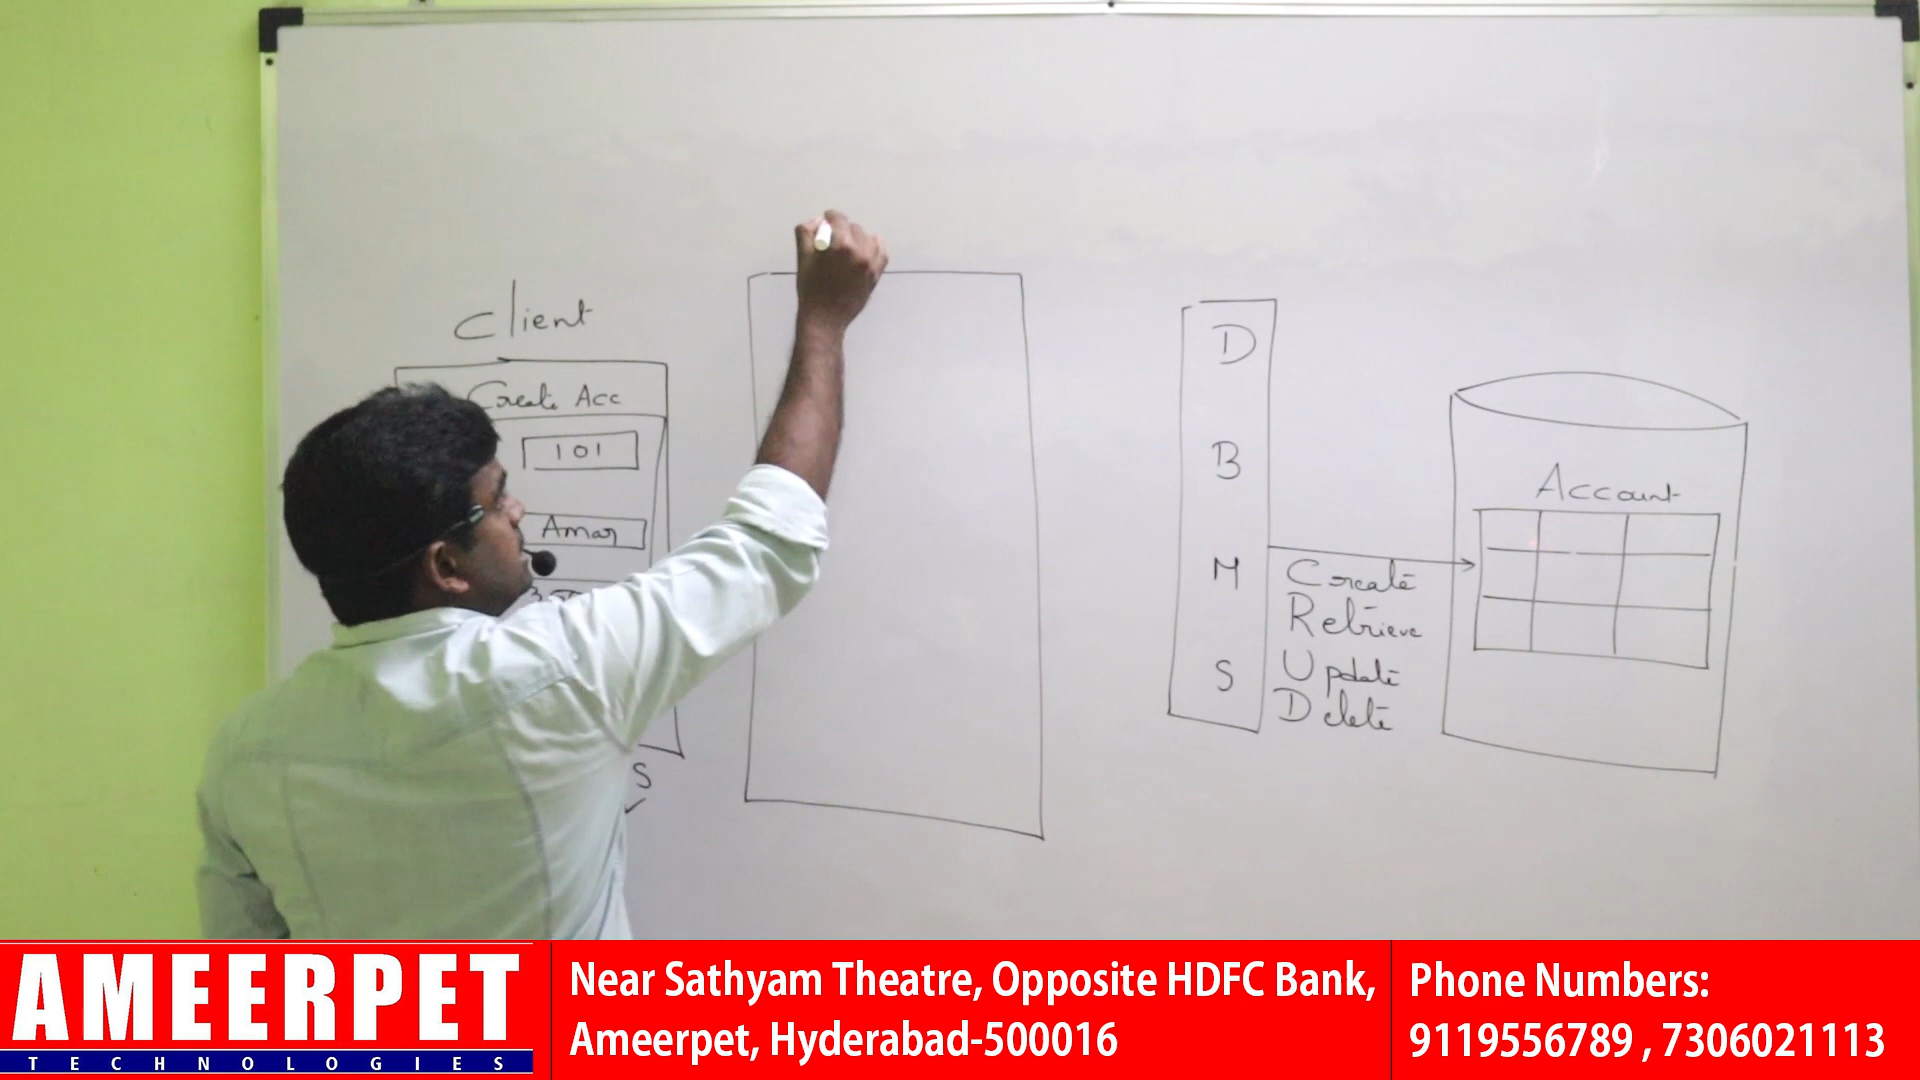 Client
Create Acc
101
Amar
S
D
B
M
S
Create
Retrieve
Update
Delete
Account
AMEERPET
TECHNOLOGIES
Near Sathyam Theatre, Opposite HDFC Bank,
Ameerpet, Hyderabad-500016
Phone Numbers:
9119556789 , 7306021113